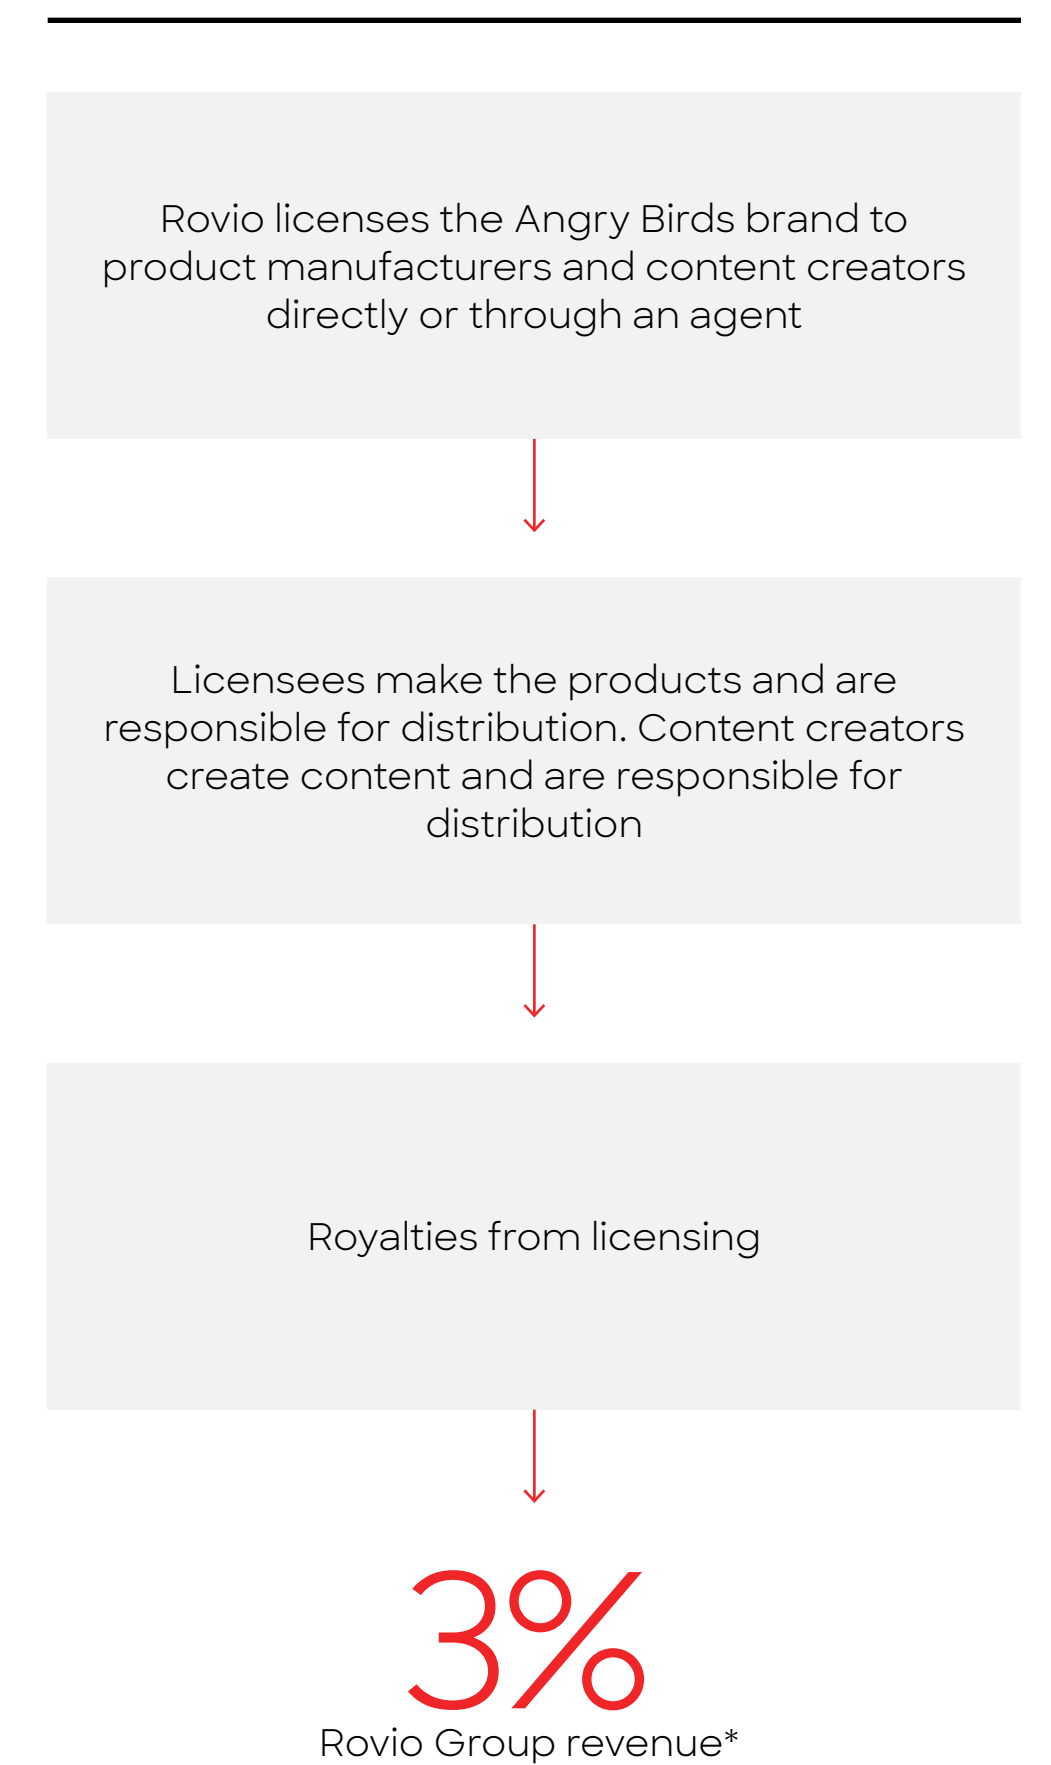 Rovio licenses the Angry Birds brand to
product manufacturers and content creators
directly or through an agent
Licensees make the products and are
responsible for distribution. Content creators
create content and are responsible for
distribution
Royalties from licensing
3%
Rovio Group revenue*